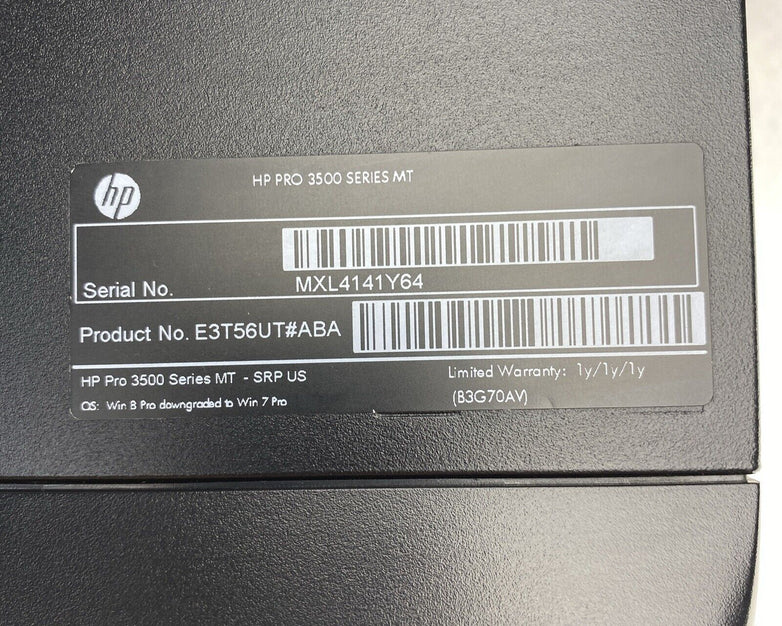 hp
HP PRO 3500 SERIES MT
Serial No.
MXL4141Y64
Product No. E3T56UT#ABA
HP Pro 3500 Series MT - SRP US
Limited Warranty: 1y/1y/1y
OS: Win 8 Pro downgraded to Win 7 Pro
(B3G70AV)